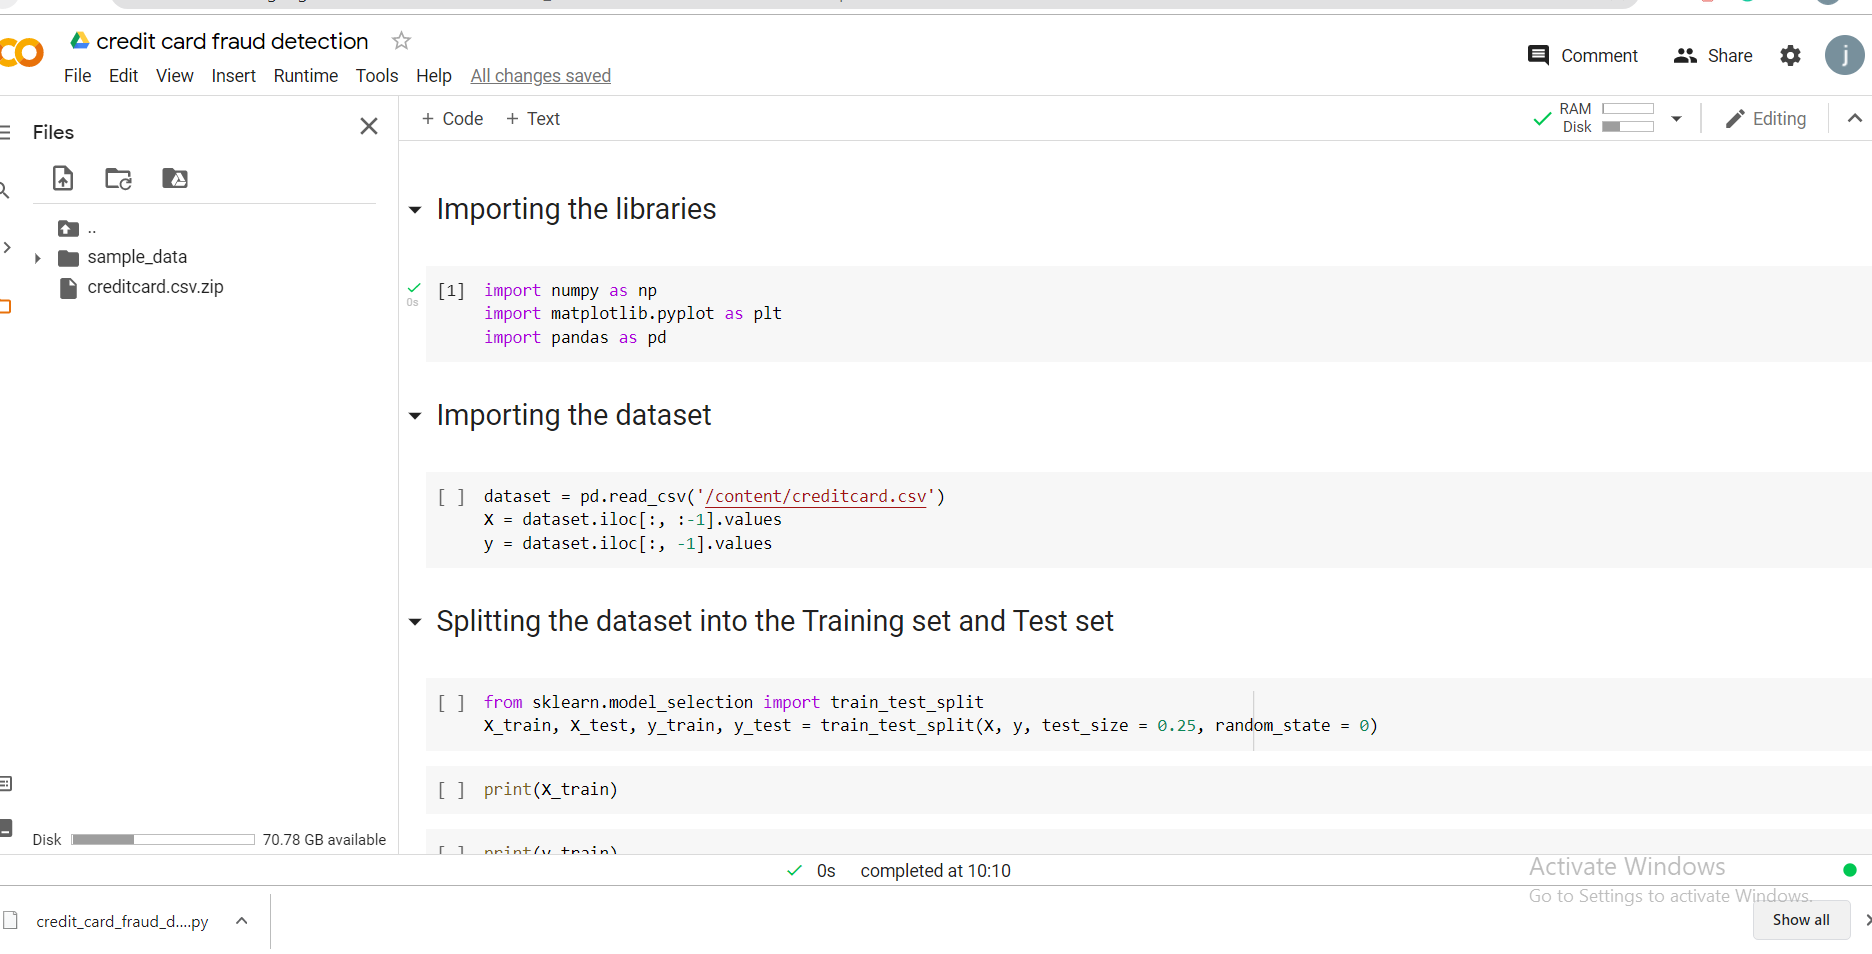 credit card fraud detection
File Edit View Insert Runtime Tools Help All changes saved
Comment Share j
Files
+ Code + Text
RAM
Disk
Editing
..
sample_data
creditcard.csv.zip
Importing the libraries
0s
[1] import numpy as np
import matplotlib.pyplot as plt
import pandas as pd
Importing the dataset
[ ] dataset = pd.read_csv('/content/creditcard.csv')
X = dataset.iloc[:, :-1].values
y = dataset.iloc[:, -1].values
Splitting the dataset into the Training set and Test set
[ ] from sklearn.model_selection import train_test_split
X_train, X_test, y_train, y_test = train_test_split(X, y, test_size = 0.25, random_state = 0)
[ ] print(X_train)
[ ] print(y_train)
Disk 70.78 GB available
0s completed at 10:10
Activate Windows
Go to Settings to activate Windows.
credit_card_fraud_d....py
Show all